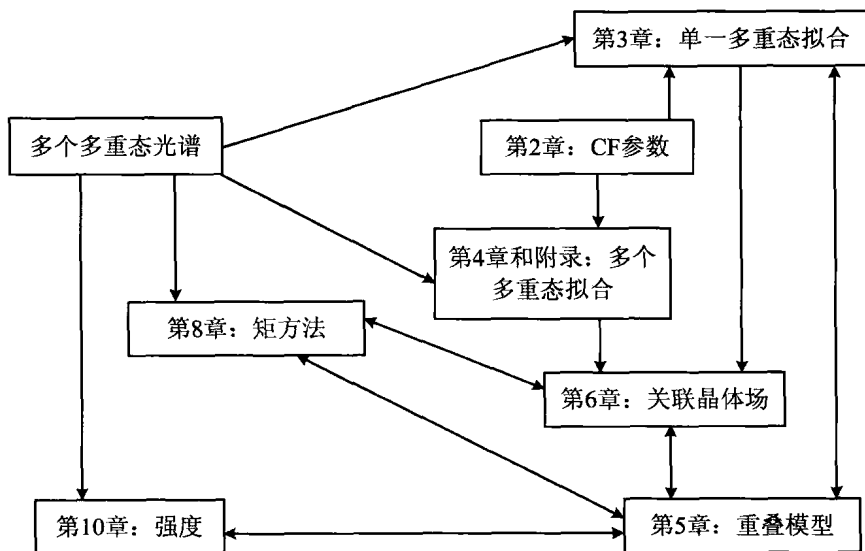 第3章：单一多重态拟合
多个多重态光谱
第2章：CF参数
第4章和附录：多个
多重态拟合
第8章：矩方法
第6章：关联晶体场
第10章：强度
第5章：重叠模型